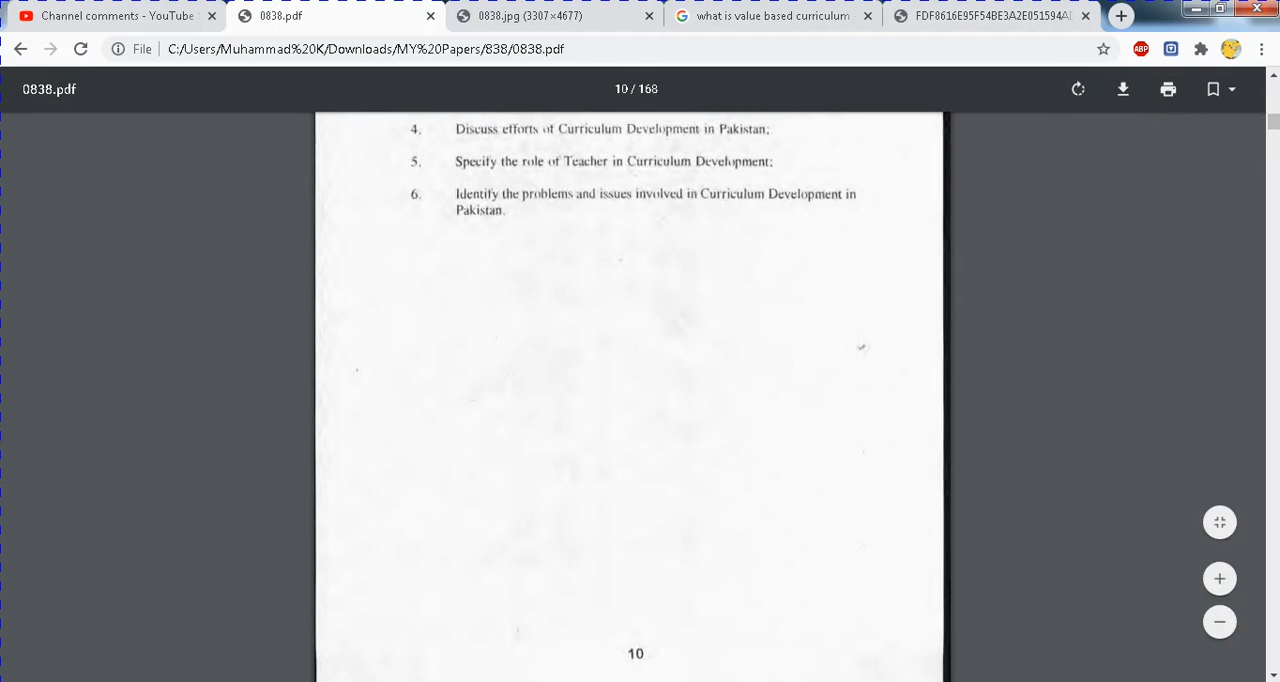 Channel comments - YouTube
0838.pdf
0838.jpg (3307×4677)
what is value based curriculum
FDF8616E95F54BE3A2E051594A
File
C:/Users/Muhammad%20K/Downloads/MY%20Papers/838/0838.pdf
ABP
0838.pdf
10 / 168
4. Discuss efforts of Curriculum Development in Pakistan;
5. Specify the role of Teacher in Curriculum Development;
6. Identify the problems and issues involved in Curriculum Development in
Pakistan.
10